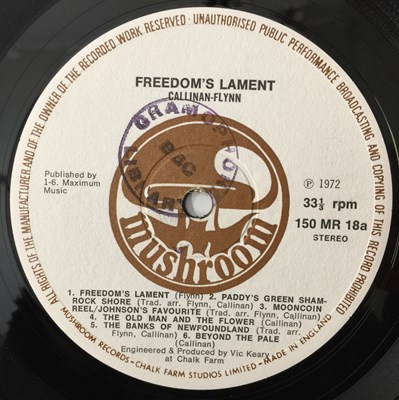 ALL RIGHTS OF THE MANUFACTURER AND OF THE OWNER OF THE RECORDED WORK RESERVED · UNAUTHORISED PUBLIC PERFORMANCE BROADCASTING AND COPYING OF THIS RECORD PROHIBITED
FREEDOM'S LAMENT
CALLINAN-FLYNN
GRAMOPHONE
BBC
LIBRARY
Published by
1-6. Maximum
Music
℗ 1972
33⅓ rpm
150 MR 18a
STEREO
mushroom
1. FREEDOM'S LAMENT (Flynn) 2. PADDY'S GREEN SHAM-
ROCK SHORE (Trad. arr. Flynn, Callinan) 3. MOONCOIN
REEL/JOHNSON'S FAVOURITE (Trad. arr. Flynn, Callinan)
4. THE OLD MAN AND THE FLOWER (Callinan)
5. THE BANKS OF NEWFOUNDLAND (Trad. arr.
Flynn, Callinan) 6. BEYOND THE PALE
(Flynn, Callinan)
Engineered & Produced by Vic Keary
at Chalk Farm
MUSHROOM RECORDS - CHALK FARM STUDIOS LIMITED - MADE IN ENGLAND